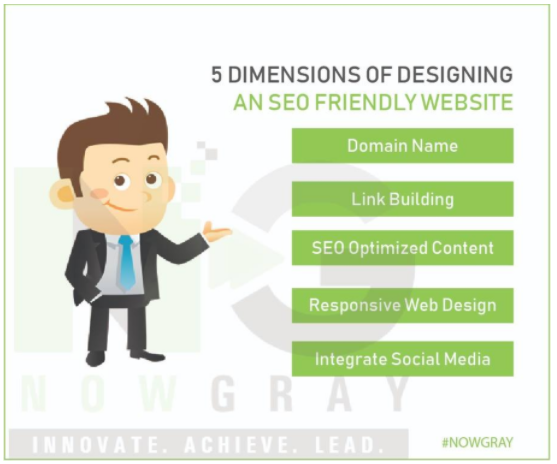 5 DIMENSIONS OF DESIGNING
AN SEO FRIENDLY WEBSITE
Domain Name
Link Building
SEO Optimized Content
Responsive Web Design
Integrate Social Media
NOWGRAY
INNOVATE. ACHIEVE. LEAD.
#NOWGRAY